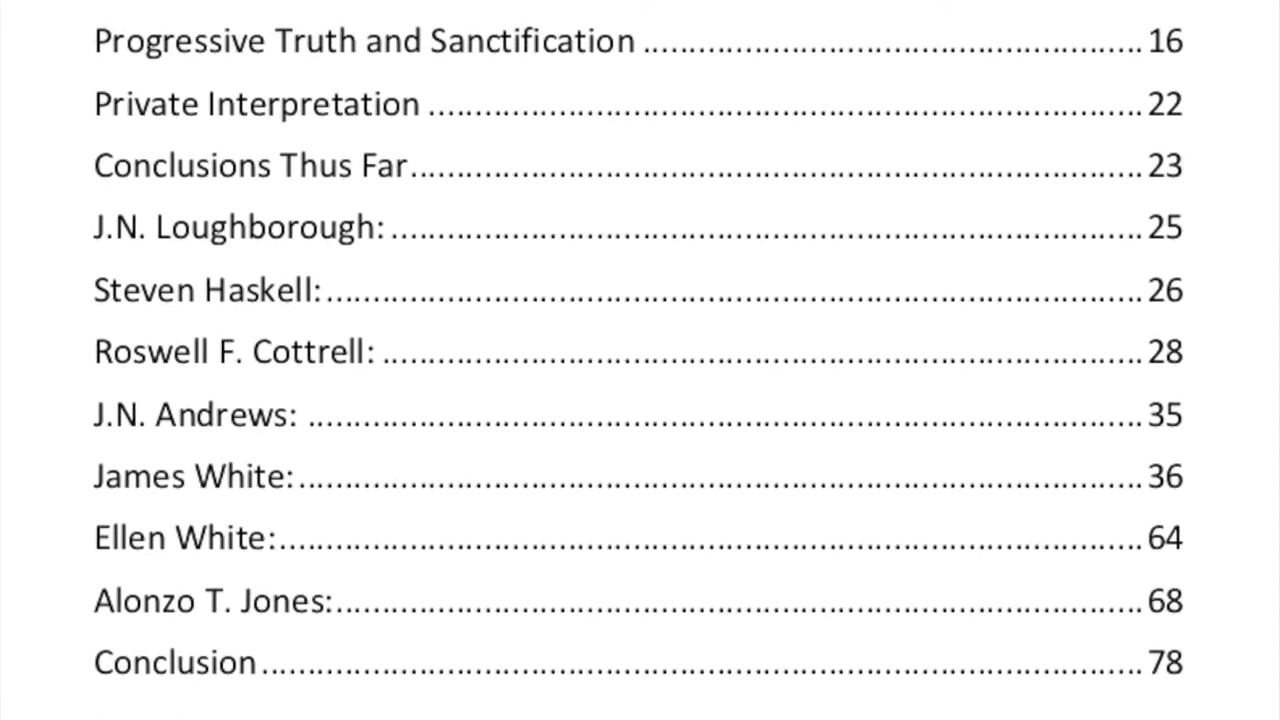 Progressive Truth and Sanctification ........................................................ 16
Private Interpretation ................................................................................ 22
Conclusions Thus Far................................................................................. 23
J.N. Loughborough: .................................................................................... 25
Steven Haskell:........................................................................................... 26
Roswell F. Cottrell: ..................................................................................... 28
J.N. Andrews: ............................................................................................. 35
James White:.............................................................................................. 36
Ellen White:................................................................................................ 64
Alonzo T. Jones:.......................................................................................... 68
Conclusion .................................................................................................. 78